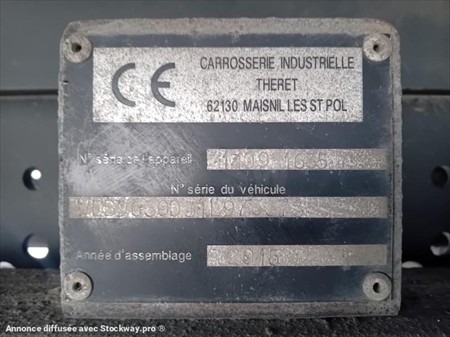 CE
CARROSSERIE INDUSTRIELLE
THERET
62130 MAISNIL LES ST POL
N° série de l'appareil
N° série du véhicule
Année d'assemblage 2016
Annonce diffusée avec Stockway.pro ®